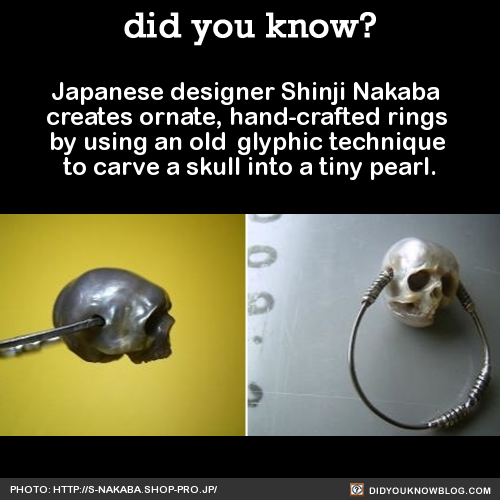 did you know?
Japanese designer Shinji Nakaba
creates ornate, hand-crafted rings
by using an old glyphic technique
to carve a skull into a tiny pearl.
PHOTO: HTTP://S-NAKABA.SHOP-PRO.JP/
DIDYOUKNOWBLOG.COM